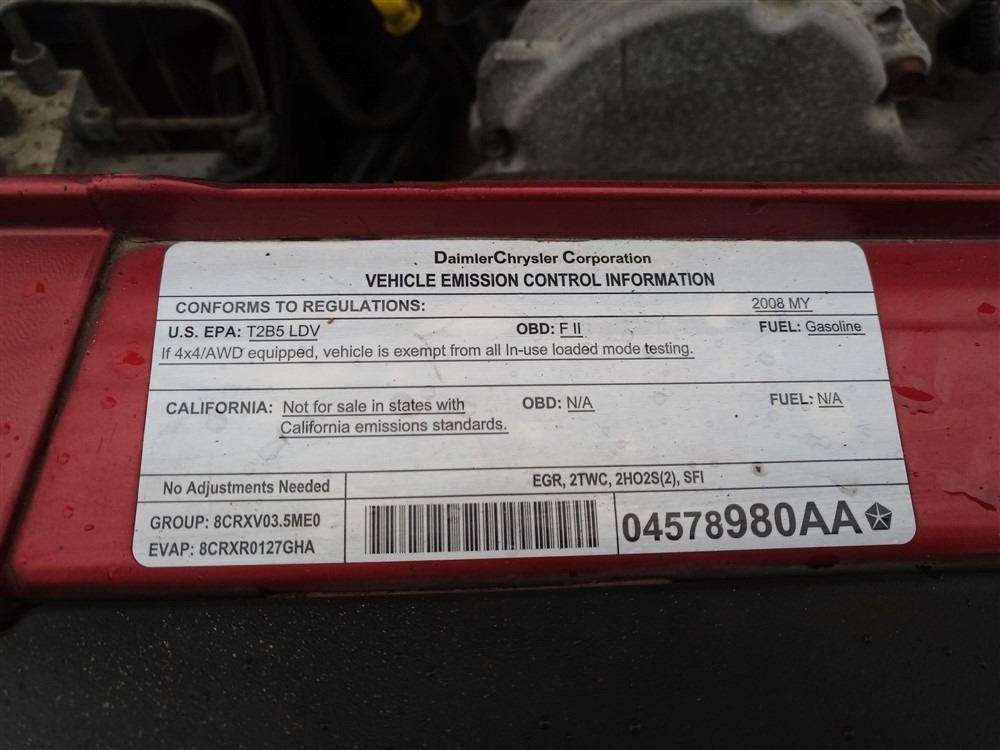 DaimlerChrysler Corporation
VEHICLE EMISSION CONTROL INFORMATION
CONFORMS TO REGULATIONS: 2008 MY
U.S. EPA: T2B5 LDV OBD: F II FUEL: Gasoline
If 4x4/AWD equipped, vehicle is exempt from all In-use loaded mode testing.
CALIFORNIA: Not for sale in states with OBD: N/A FUEL: N/A
California emissions standards.
No Adjustments Needed EGR, 2TWC, 2HO2S(2), SFI
GROUP: 8CRXV03.5ME0
EVAP: 8CRXR0127GHA
04578980AA